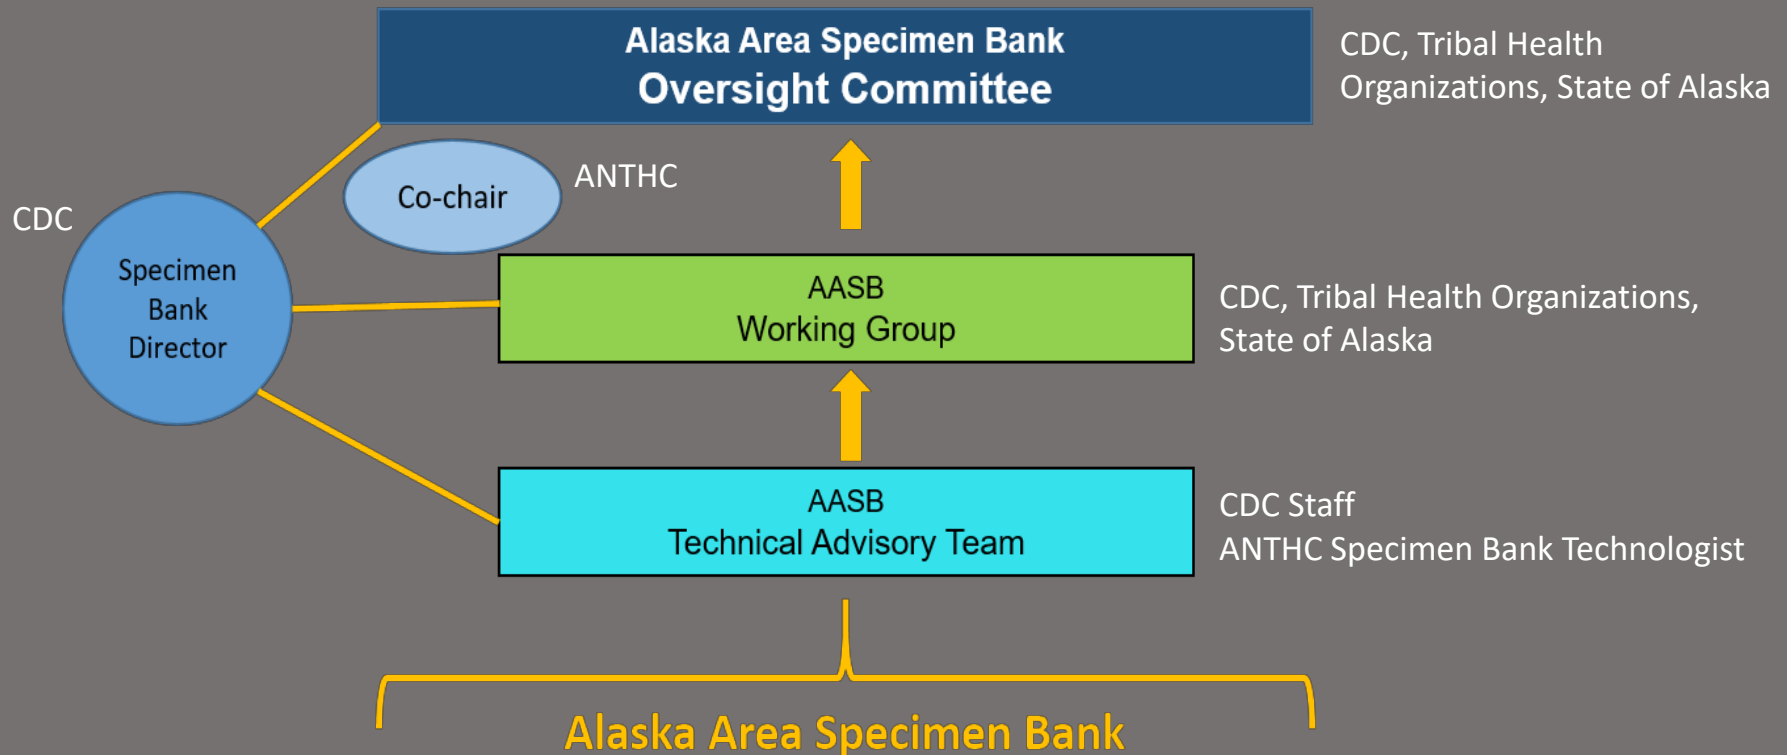 Alaska Area Specimen Bank
Oversight Committee
CDC, Tribal Health
Organizations, State of Alaska
Co-chair
ANTHC
CDC
Specimen
Bank
Director
AASB
Working Group
CDC, Tribal Health Organizations,
State of Alaska
AASB
Technical Advisory Team
CDC Staff
ANTHC Specimen Bank Technologist
Alaska Area Specimen Bank